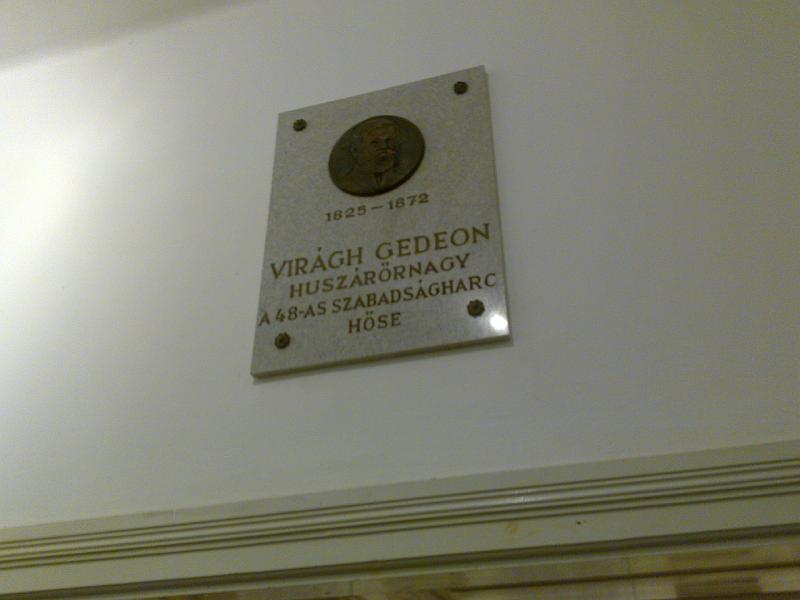 1825-1872
VIRÁGH GEDEON
HUSZÁRŐRNAGY
A 48-AS SZABADSÁGHARC
HŐSE